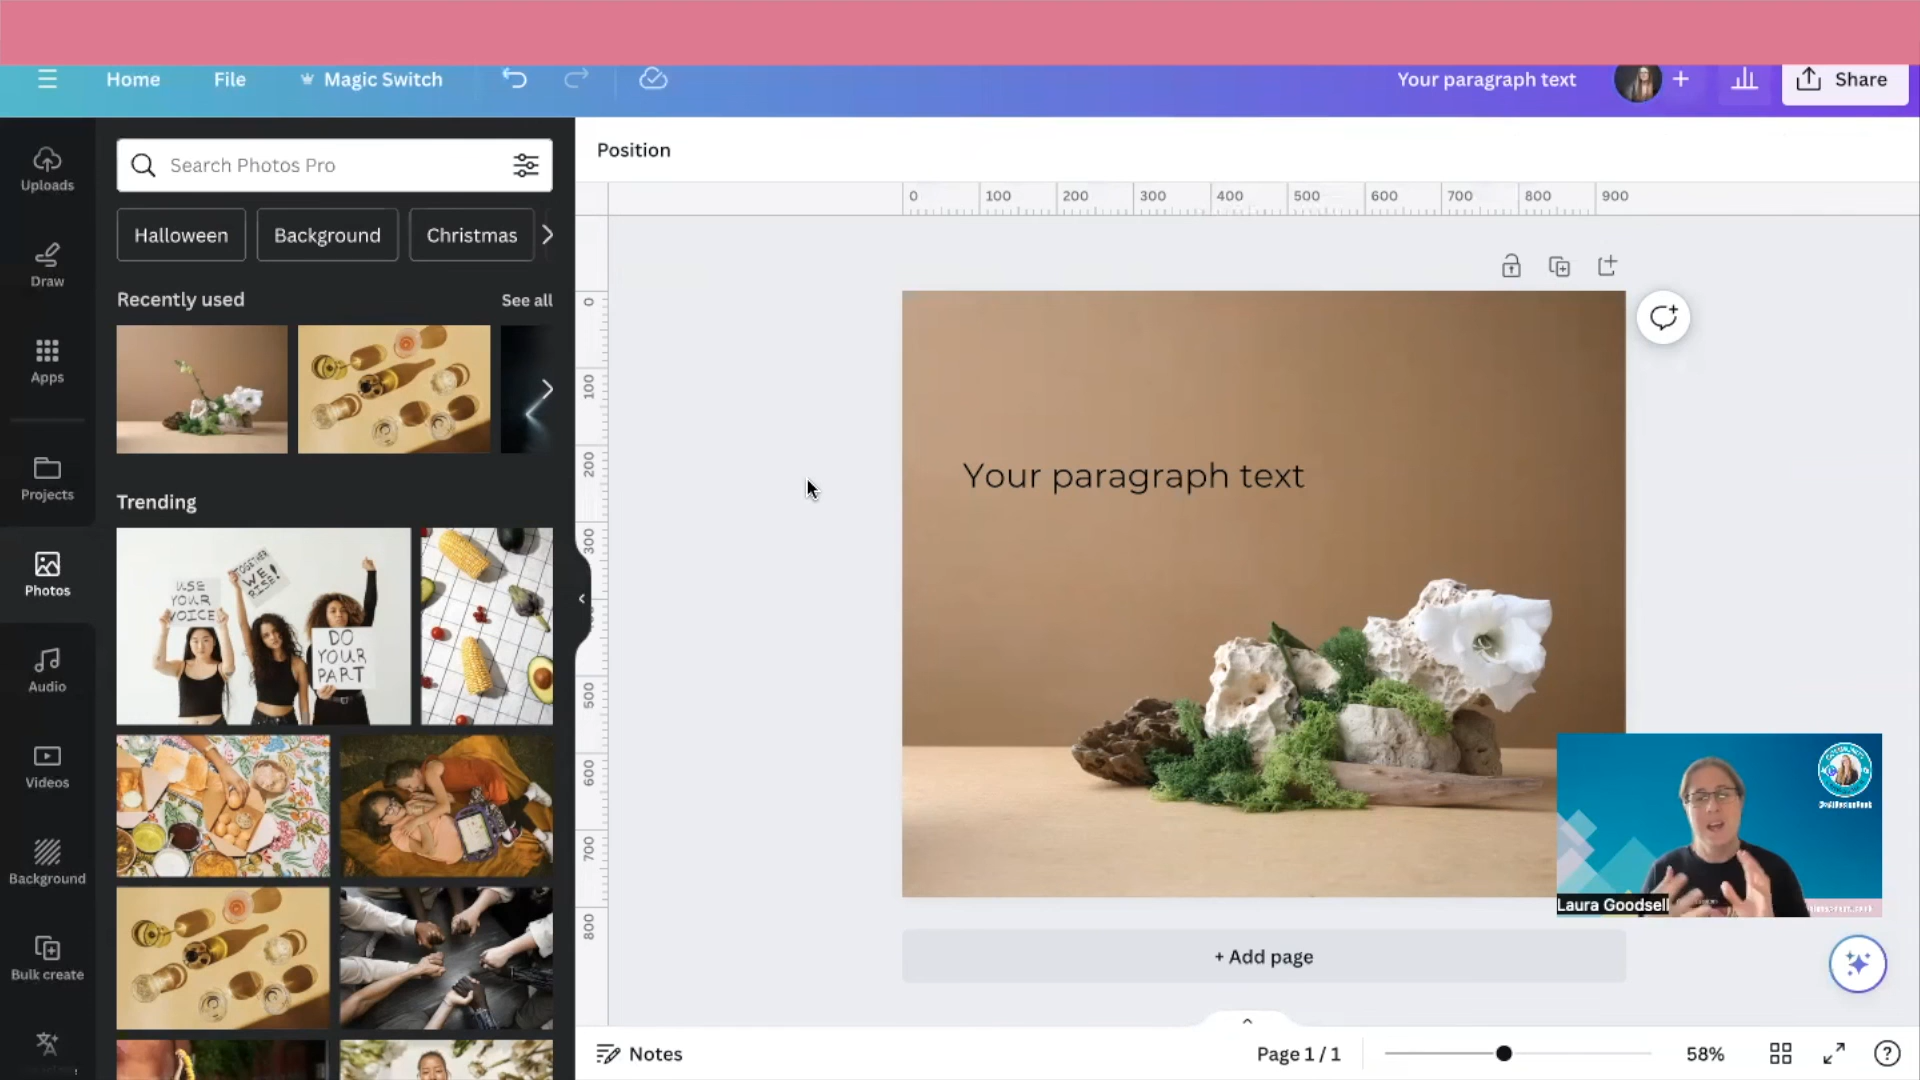 Home File Magic Switch Your paragraph text + Share
Uploads
Draw
Apps
Projects
Photos
Audio
Videos
Background
Bulk create
Search Photos Pro
Halloween Background Christmas
Recently used See all
Trending
USE
YOUR
VOICE
TOGETHER
WE
RISE!
DO
YOUR
PART
Position
0 100 200 300 400 500 600 700 800 900
0
100
200
300
500
600
700
800
Your paragraph text
Laura Goodsell
+ Add page
Notes Page 1 / 1 58%